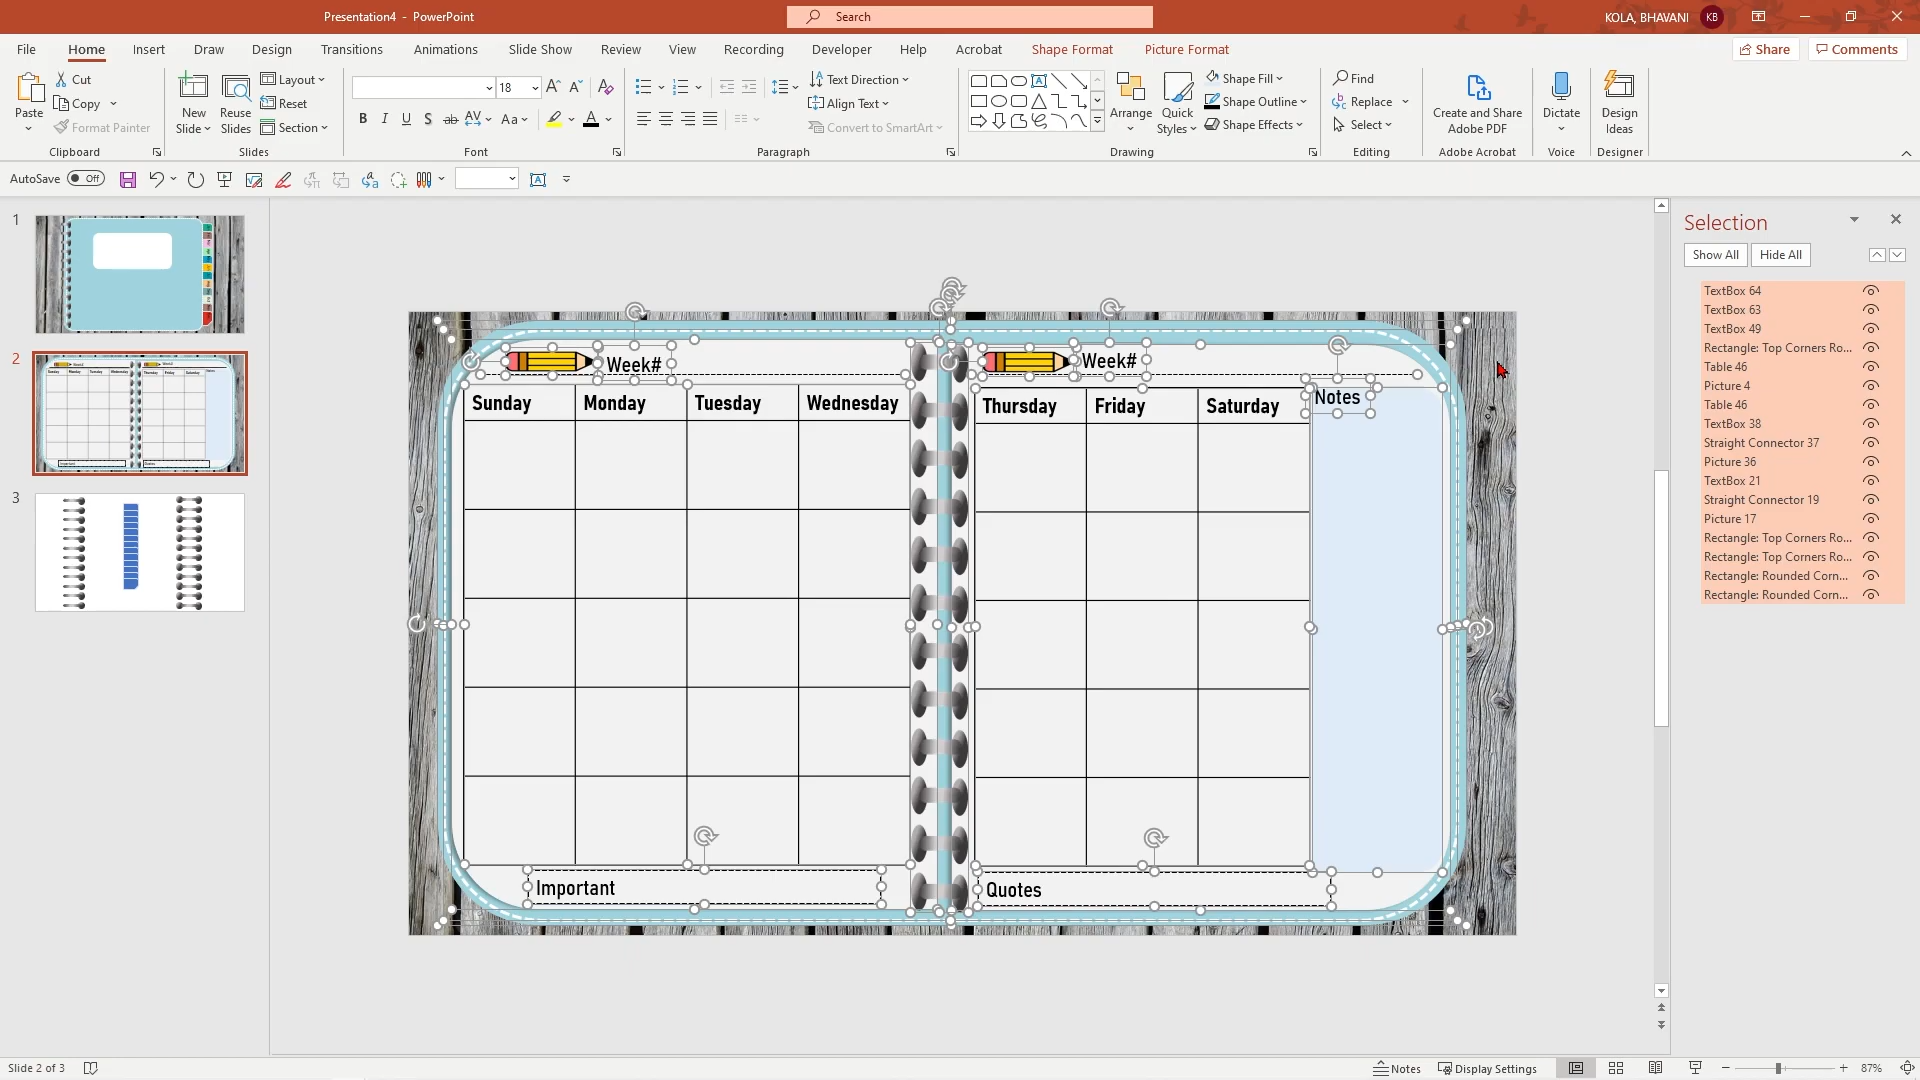 Presentation4 - PowerPoint
Search
KOLA, BHAVANI
KB
File
Home
Insert
Draw
Design
Transitions
Animations
Slide Show
Review
View
Recording
Developer
Help
Acrobat
Shape Format
Picture Format
Share
Comments
Paste
Cut
Copy
Format Painter
Clipboard
New Slide
Reuse Slides
Layout
Reset
Section
Slides
18
Font
Text Direction
Align Text
Convert to SmartArt
Paragraph
Arrange
Quick Styles
Shape Fill
Shape Outline
Shape Effects
Drawing
Find
Replace
Select
Editing
Create and Share Adobe PDF
Adobe Acrobat
Dictate
Voice
Design Ideas
Designer
AutoSave Off
1
2
3
Week#
Sunday Monday Tuesday Wednesday
Important
Week#
Thursday Friday Saturday Notes
Quotes
Selection
Show All
Hide All
TextBox 64
TextBox 63
TextBox 49
Rectangle: Top Corners Ro...
Table 46
Picture 4
Table 46
TextBox 38
Straight Connector 37
Picture 36
TextBox 21
Straight Connector 19
Picture 17
Rectangle: Top Corners Ro...
Rectangle: Top Corners Ro...
Rectangle: Rounded Corn...
Rectangle: Rounded Corn...
Slide 2 of 3
Notes
Display Settings
87%